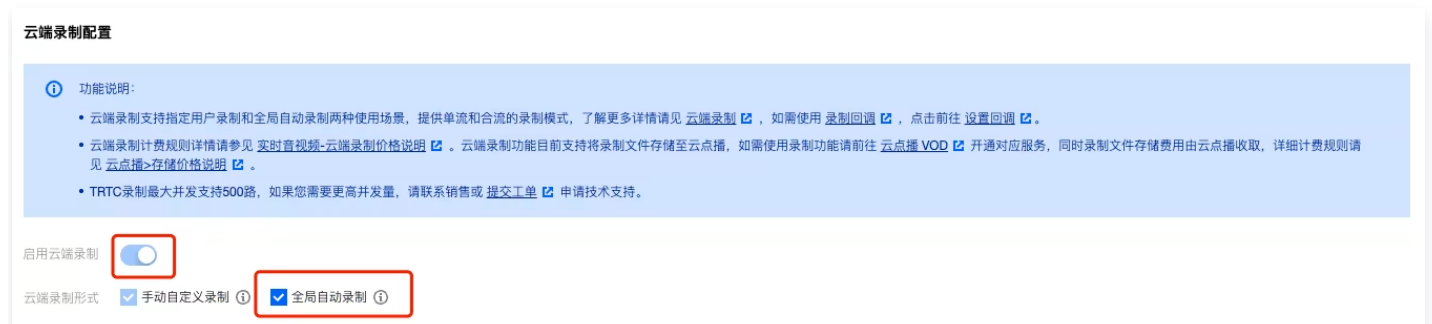 云端录制配置
功能说明：
• 云端录制支持指定用户录制和全局自动录制两种使用场景，提供单流和合流的录制模式，了解更多详情请见 云端录制 ，如需使用 录制回调 ，点击前往 设置回调 。
• 云端录制计费规则详情请参见 实时音视频-云端录制价格说明 。云端录制功能目前支持将录制文件存储至云点播，如需使用录制功能请前往 云点播 VOD 开通对应服务，同时录制文件存储费用由云点播收取，详细计费规则请
见 云点播>存储价格说明 。
• TRTC录制最大并发支持500路，如果您需要更高并发量，请联系销售或 提交工单 申请技术支持。
启用云端录制
云端录制形式 手动自定义录制 全局自动录制